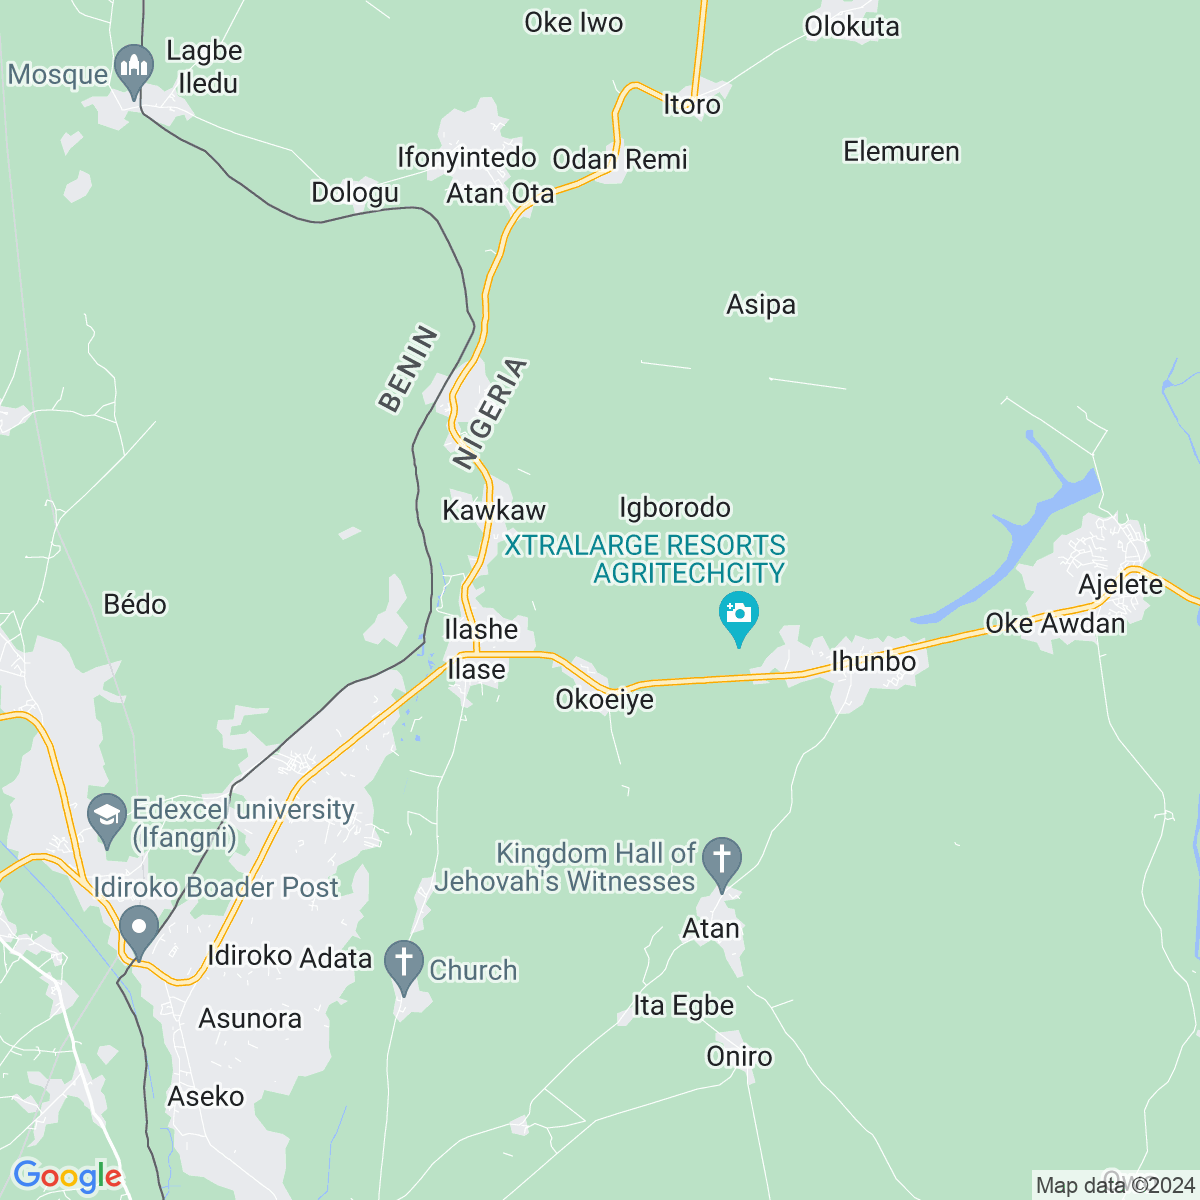 Oke Iwo
Olokuta
Lagbe
Iledu
Mosque
Itoro
Ifonyintedo
Odan Remi
Elemuren
Dologu
Atan Ota
Asipa
BENIN
NIGERIA
Kawkaw
Igborodo
XTRALARGE RESORTS
AGRITECHCITY
Ajelete
Bédo
Ilashe
Oke Awdan
Ilase
Ihunbo
Okoeiye
Edexcel university
(Ifangni)
Kingdom Hall of
Jehovah's Witnesses
Idiroko Boader Post
Atan
Idiroko
Adata
Church
Ita Egbe
Asunora
Oniro
Aseko
Google
Map data ©2024